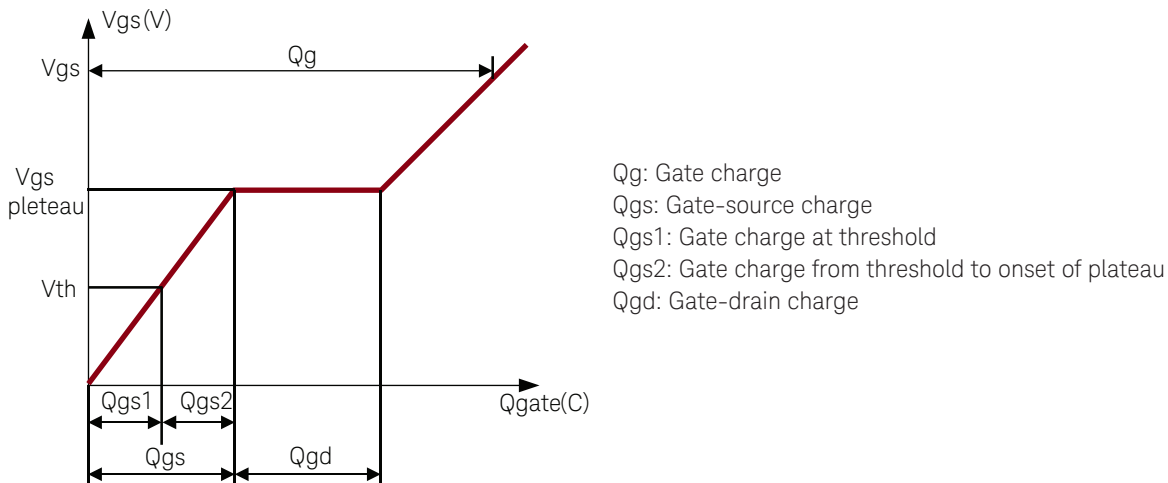 Vgs(V)
Vgs
Qg
Vgs
pleteau
Vth
Qgs1
Qgs2
Qgate(C)
Qgs
Qgd
Qg: Gate charge
Qgs: Gate-source charge
Qgs1: Gate charge at threshold
Qgs2: Gate charge from threshold to onset of plateau
Qgd: Gate-drain charge